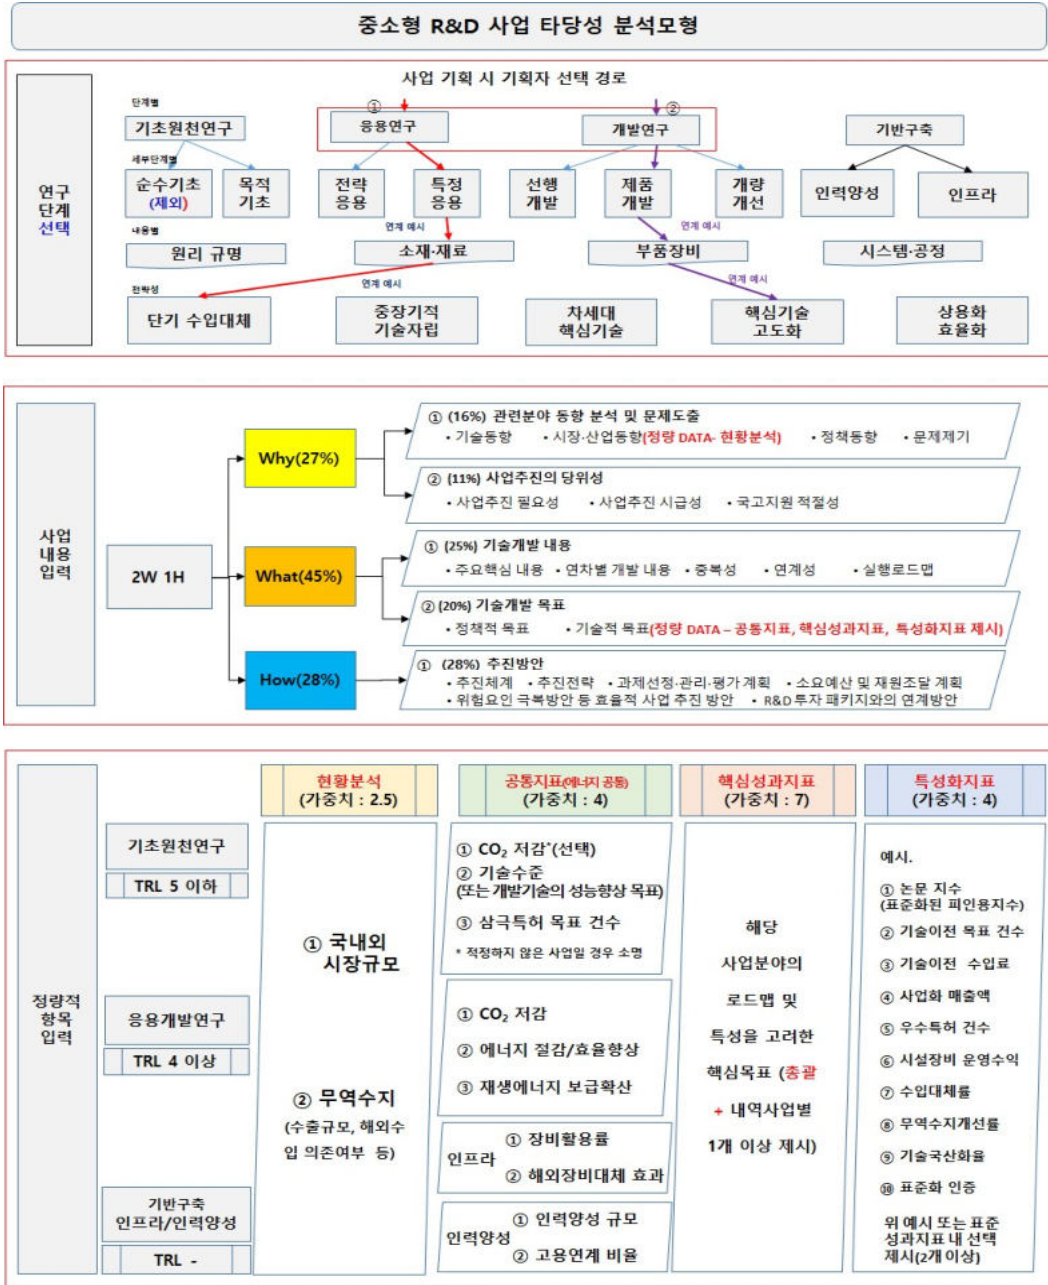 중소형 R&D 사업 타당성 분석모형
사업 기획 시 기획자 선택 경로
연구
단계
선택
단계별
①
②
기초원천연구
응용연구
개발연구
기반구축
세부단계별
순수기초
(제외)
목적
기초
전략
응용
특정
응용
선행
개발
제품
개발
개량
개선
인력양성
인프라
내용별
연계 예시
연계 예시
원리 규명
소재·재료
부품장비
시스템·공정
전략성
연계 예시
연계 예시
단기 수입대체
중장기적
기술자립
차세대
핵심기술
핵심기술
고도화
상용화
효율화
사업
내용
입력
2W 1H
Why(27%)
① (16%) 관련분야 동향 분석 및 문제도출
• 기술동향 • 시장·산업동향(정량 DATA- 현황분석) • 정책동향 • 문제제기
② (11%) 사업추진의 당위성
• 사업추진 필요성 • 사업추진 시급성 • 국고지원 적절성
What(45%)
① (25%) 기술개발 내용
• 주요핵심 내용 • 연차별 개발 내용 • 중복성 • 연계성 • 실행로드맵
② (20%) 기술개발 목표
• 정책적 목표 • 기술적 목표(정량 DATA – 공통지표, 핵심성과지표, 특성화지표 제시)
How(28%)
① (28%) 추진방안
• 추진체계 • 추진전략 • 과제선정·관리·평가 계획 • 소요예산 및 재원조달 계획
• 위험요인 극복방안 등 효율적 사업 추진 방안 • R&D 투자 패키지와의 연계방안
정량적
항목
입력
기초원천연구
TRL 5 이하
응용개발연구
TRL 4 이상
기반구축
인프라/인력양성
TRL -
현황분석
(가중치 : 2.5)
① 국내외
시장규모
② 무역수지
(수출규모, 해외수
입 의존여부 등)
공통지표(에너지 공통)
(가중치 : 4)
① CO₂ 저감*(선택)
② 기술수준
(또는 개발기술의 성능향상 목표)
③ 삼극특허 목표 건수
* 적정하지 않은 사업일 경우 소명
① CO₂ 저감
② 에너지 절감/효율향상
③ 재생에너지 보급확산
인프라
① 장비활용률
② 해외장비대체 효과
인력양성
① 인력양성 규모
② 고용연계 비율
핵심성과지표
(가중치 : 7)
해당
사업분야의
로드맵 및
특성을 고려한
핵심목표 (총괄
+ 내역사업별
1개 이상 제시)
특성화지표
(가중치 : 4)
예시.
① 논문 지수
(표준화된 피인용지수)
② 기술이전 목표 건수
③ 기술이전 수입료
④ 사업화 매출액
⑤ 우수특허 건수
⑥ 시설장비 운영수익
⑦ 수입대체률
⑧ 무역수지개선률
⑨ 기술국산화율
⑩ 표준화 인증
위 예시 또는 표준
성과지표 내 선택
제시(2개 이상)